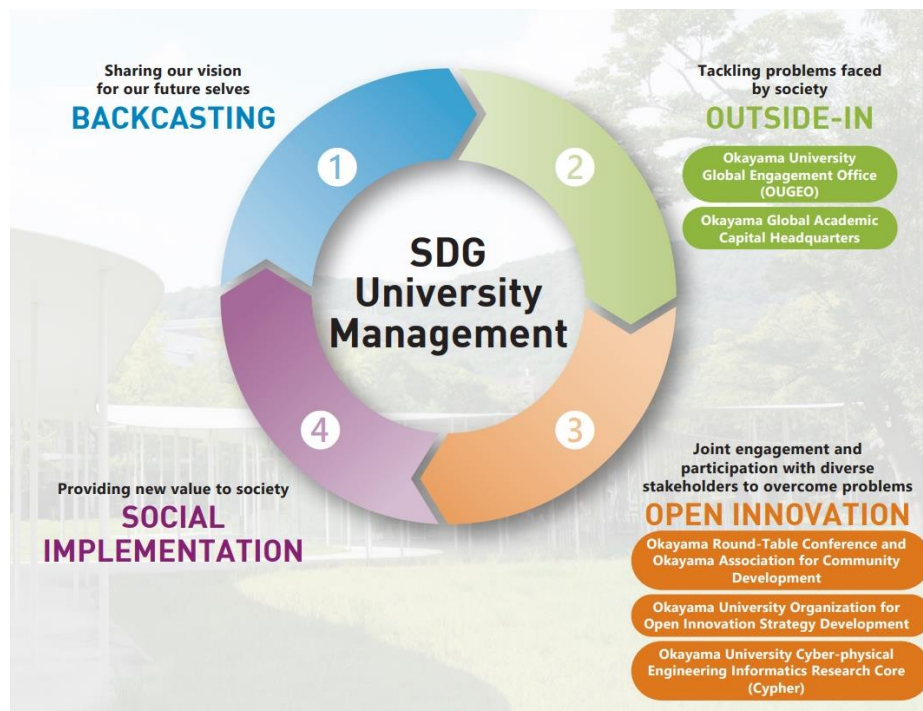 Sharing our vision
for our future selves
BACKCASTING
1
Tackling problems faced
by society
OUTSIDE-IN
2
Okayama University
Global Engagement Office
(OUGEO)
Okayama Global Academic
Capital Headquarters
SDG
University
Management
Joint engagement and
participation with diverse
stakeholders to overcome problems
OPEN INNOVATION
3
Okayama Round-Table Conference and
Okayama Association for Community
Development
Okayama University Organization for
Open Innovation Strategy Development
Okayama University Cyber-physical
Engineering Informatics Research Core
(Cypher)
4
Providing new value to society
SOCIAL
IMPLEMENTATION